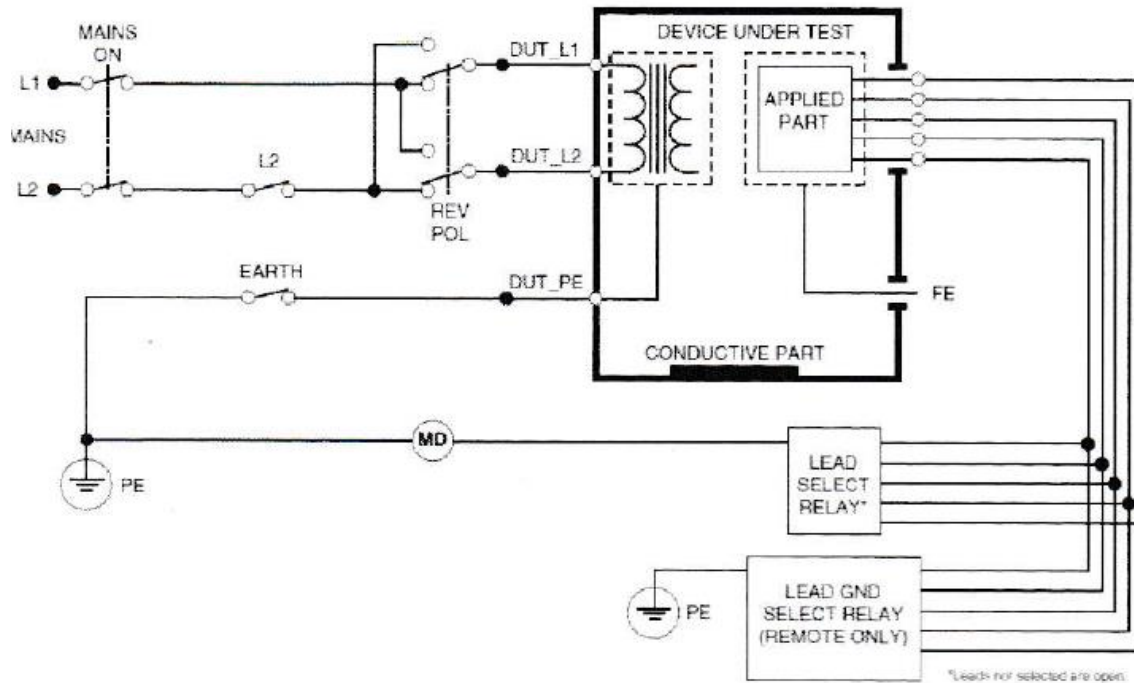 MAINS
ON
DEVICE UNDER TEST
DUT_L1
L1
APPLIED
PART
MAINS
L2
DUT_L2
L2
REV
POL
EARTH
DUT_PE
FE
CONDUCTIVE PART
MD
PE
LEAD
SELECT
RELAY*
LEAD GND
SELECT RELAY
(REMOTE ONLY)
PE
*Leads not selected are open.